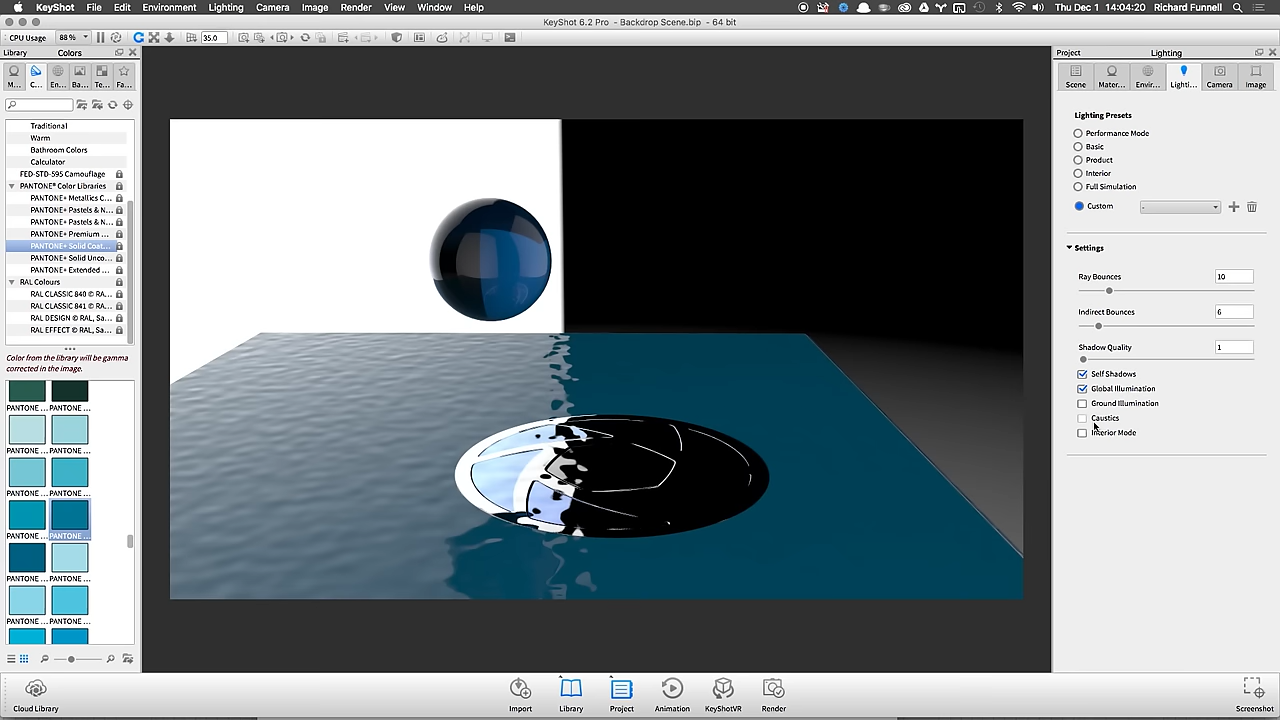 KeyShot File Edit Environment Lighting Camera Image Render View Window Help Thu Dec 1 14:04:20 Richard Funnell
KeyShot 6.2 Pro - Backdrop Scene.bip - 64 bit
CPU Usage 88 % 35.0
Library Colors
M... C... En... Ba... Te... Fa...
Traditional
Warm
Bathroom Colors
Calculator
FED-STD-595 Camouflage
PANTONE® Color Libraries
PANTONE+ Metallics C...
PANTONE+ Pastels & N...
PANTONE+ Pastels & N...
PANTONE+ Premium ...
PANTONE+ Solid Coat...
PANTONE+ Solid Unco...
PANTONE+ Extended ...
RAL Colours
RAL CLASSIC 840 © RA...
RAL CLASSIC 841 © RA...
RAL DESIGN © RAL, Sa...
RAL EFFECT © RAL, Sa...
Color from the library will be gamma
corrected in the image.
PANTONE ... PANTONE ...
PANTONE ... PANTONE ...
PANTONE ... PANTONE ...
PANTONE ... PANTONE ...
PANTONE ... PANTONE ...
PANTONE ... PANTONE ...
Project Lighting
Scene Mater... Envir... Lighti... Camera Image
Lighting Presets
Performance Mode
Basic
Product
Interior
Full Simulation
Custom -
Settings
Ray Bounces 10
Indirect Bounces 6
Shadow Quality 1
Self Shadows
Global Illumination
Ground Illumination
Caustics
Interior Mode
Cloud Library Import Library Project Animation KeyShotVR Render Screenshot